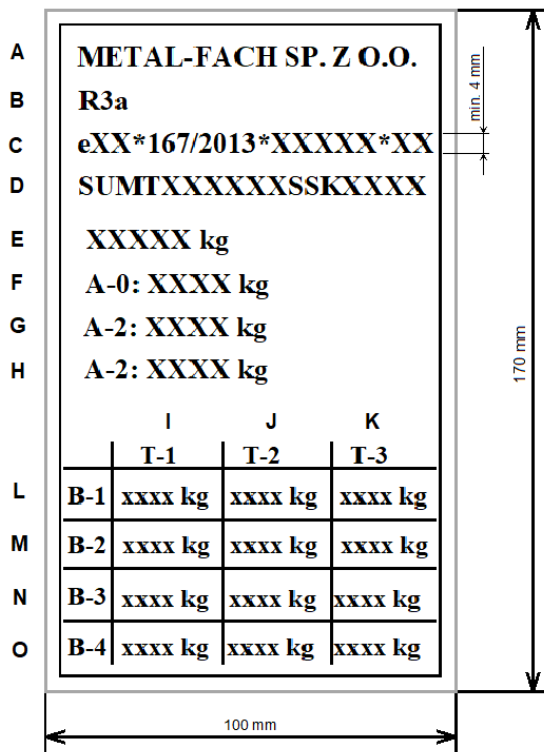 A METAL-FACH SP. Z O.O.
B R3a
min. 4 mm
C eXX*167/2013*XXXXX*XX
D SUMTXXXXXXSSKXXXX
E XXXXX kg
F A-0: XXXX kg
G A-2: XXXX kg
H A-2: XXXX kg
170 mm
I J K
T-1 T-2 T-3
L B-1 xxxx kg xxxx kg xxxx kg
M B-2 xxxx kg xxxx kg xxxx kg
N B-3 xxxx kg xxxx kg xxxx kg
O B-4 xxxx kg xxxx kg xxxx kg
100 mm